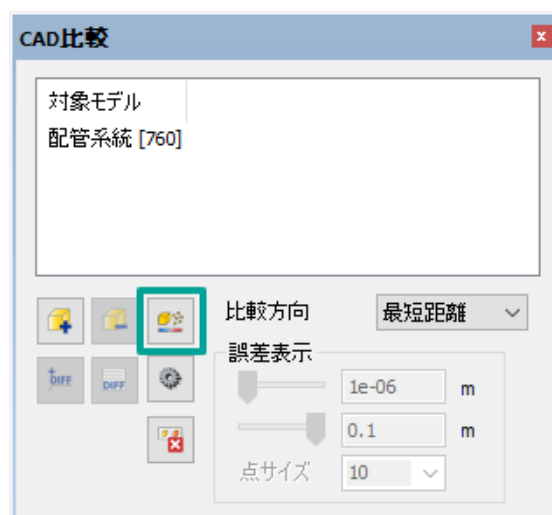 CAD比較
対象モデル
配管系統 [760]
比較方向 最短距離
誤差表示
1e-06 m
0.1 m
点サイズ 10
DIFF DIFF